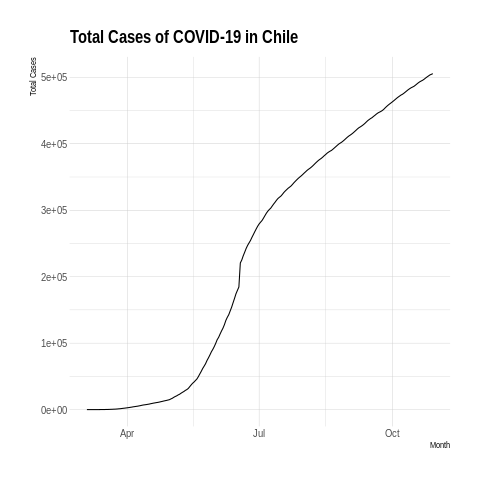 Total Cases of COVID-19 in Chile
Total Cases
5e+05
4e+05
3e+05
2e+05
1e+05
0e+00
Apr Jul Oct
Month